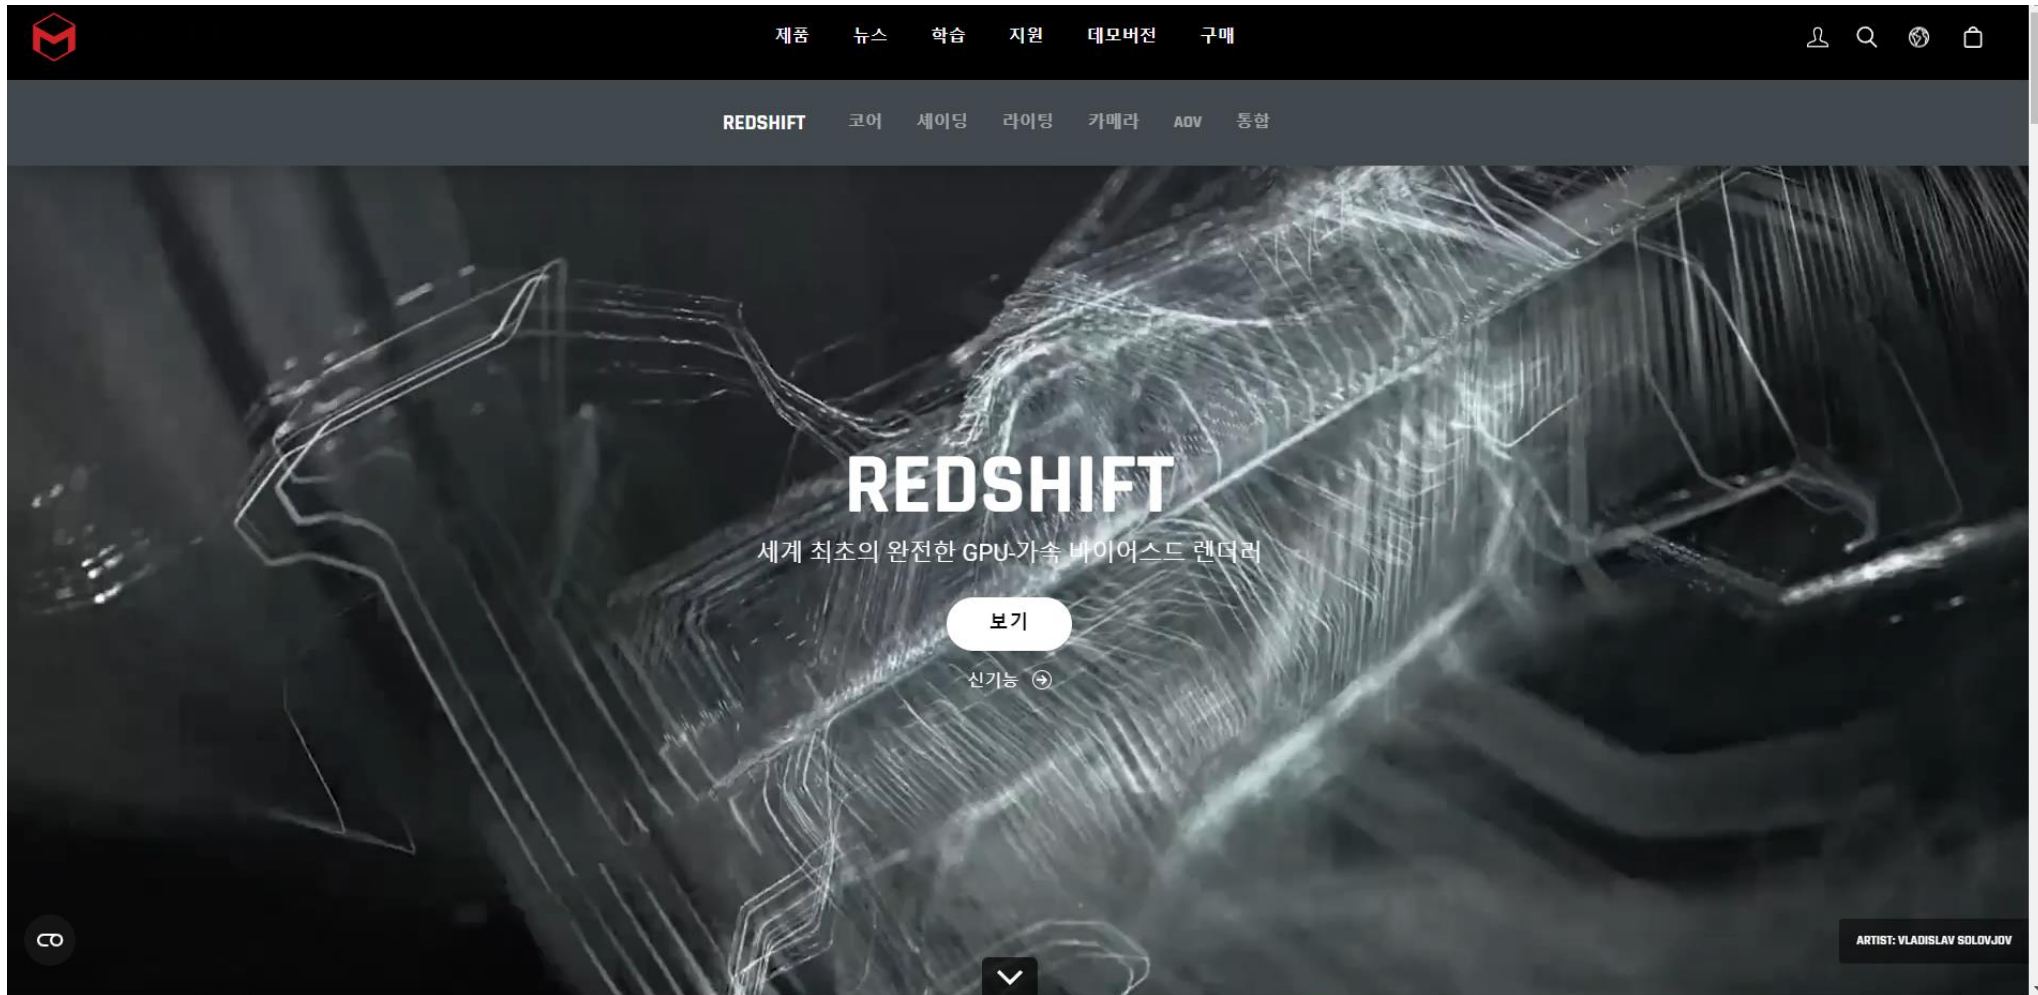 제품 뉴스 학습 지원 데모버전 구매
REDSHIFT 코어 셰이딩 라이팅 카메라 AOV 통합
REDSHIFT
세계 최초의 완전한 GPU-가속 바이어스드 렌더러
보기
신기능
ARTIST: VLADISLAV SOLOVJOV